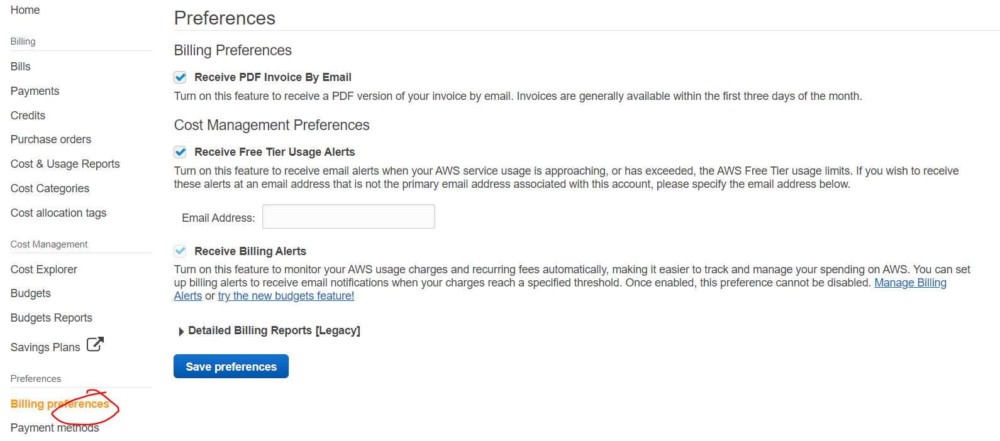 Home
Billing
Bills
Payments
Credits
Purchase orders
Cost & Usage Reports
Cost Categories
Cost allocation tags
Cost Management
Cost Explorer
Budgets
Budgets Reports
Savings Plans
Preferences
Billing preferences
Payment methods
Preferences
Billing Preferences
Receive PDF Invoice By Email
Turn on this feature to receive a PDF version of your invoice by email. Invoices are generally available within the first three days of the month.
Cost Management Preferences
Receive Free Tier Usage Alerts
Turn on this feature to receive email alerts when your AWS service usage is approaching, or has exceeded, the AWS Free Tier usage limits. If you wish to receive
these alerts at an email address that is not the primary email address associated with this account, please specify the email address below.
Email Address:
Receive Billing Alerts
Turn on this feature to monitor your AWS usage charges and recurring fees automatically, making it easier to track and manage your spending on AWS. You can set
up billing alerts to receive email notifications when your charges reach a specified threshold. Once enabled, this preference cannot be disabled. Manage Billing
Alerts or try the new budgets feature!
Detailed Billing Reports [Legacy]
Save preferences